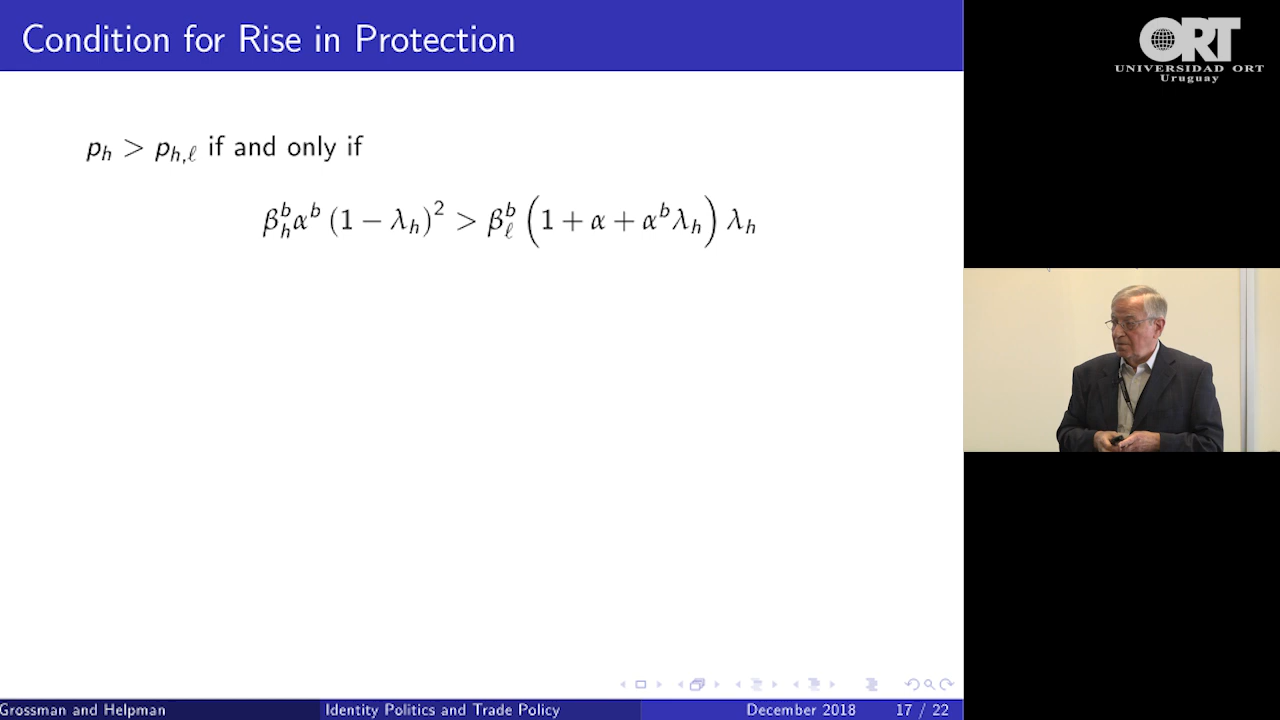 Condition for Rise in Protection
p_h > p_{h,ℓ} if and only if
β_h^b α^b (1 − λ_h)^2 > β_ℓ^b (1 + α + α^b λ_h) λ_h
Grossman and Helpman
Identity Politics and Trade Policy
December 2018
17 / 22
ORT
UNIVERSIDAD ORT
Uruguay